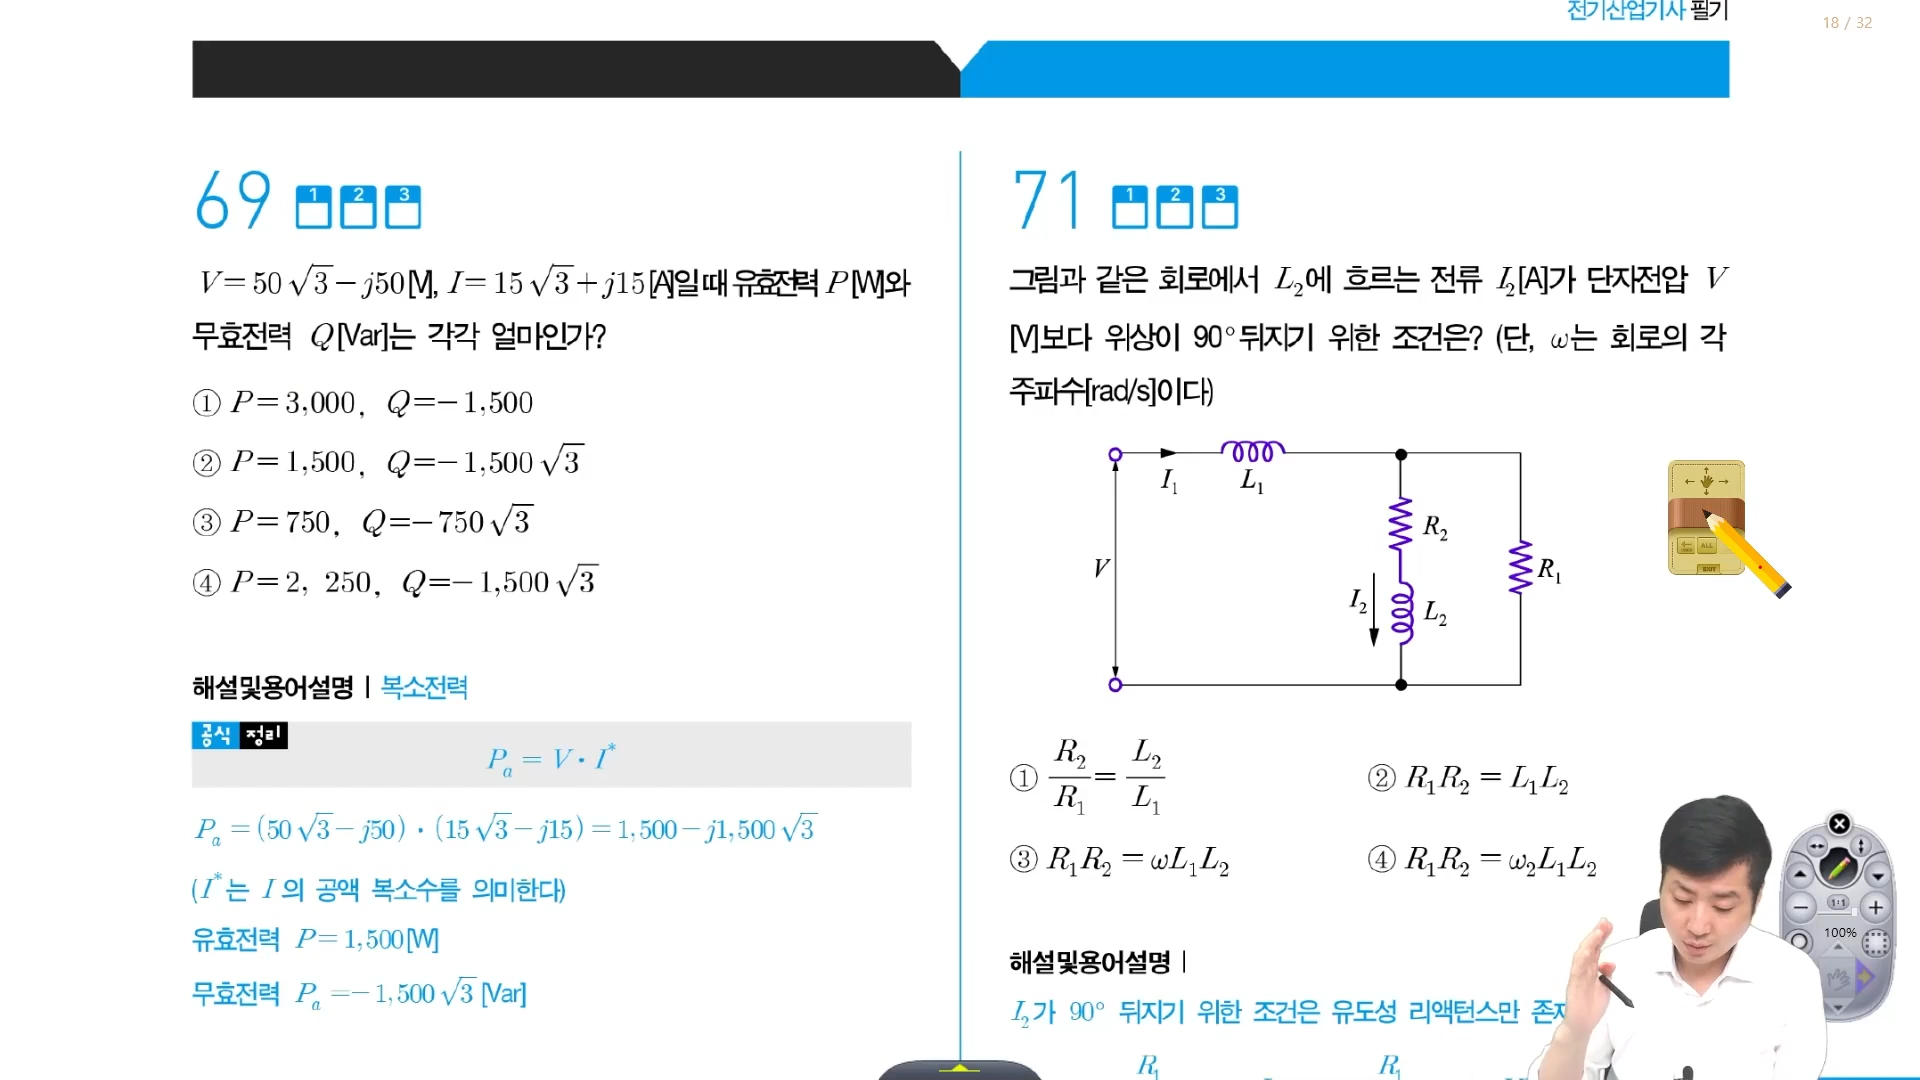 전기산업기사 필기
18 / 32
69 1 2 3
V=50√3−j50[V], I=15√3+j15[A]일 때 유효전력 P[W]와
무효전력 Q[Var]는 각각 얼마인가?
① P=3,000, Q=−1,500
② P=1,500, Q=−1,500√3
③ P=750, Q=−750√3
④ P=2, 250, Q=−1,500√3
해설및용어설명 | 복소전력
공식 정리
Pa = V·I*
Pa =(50√3−j50)·(15√3−j15)=1,500−j1,500√3
(I*는 I의 공액 복소수를 의미한다)
유효전력 P=1,500[W]
무효전력 Pa =−1,500√3 [Var]
71 1 2 3
그림과 같은 회로에서 L2에 흐르는 전류 I2[A]가 단자전압 V
[V]보다 위상이 90°뒤지기 위한 조건은? (단, ω는 회로의 각
주파수[rad/s]이다)
I1 L1
R2
V
R1
I2
L2
① R2/R1 = L2/L1
② R1R2 = L1L2
③ R1R2 = ωL1L2
④ R1R2 = ω2L1L2
해설및용어설명 |
I2가 90° 뒤지기 위한 조건은 유도성 리액턴스만
R1 R1
ALL
EXIT
1:1
100%